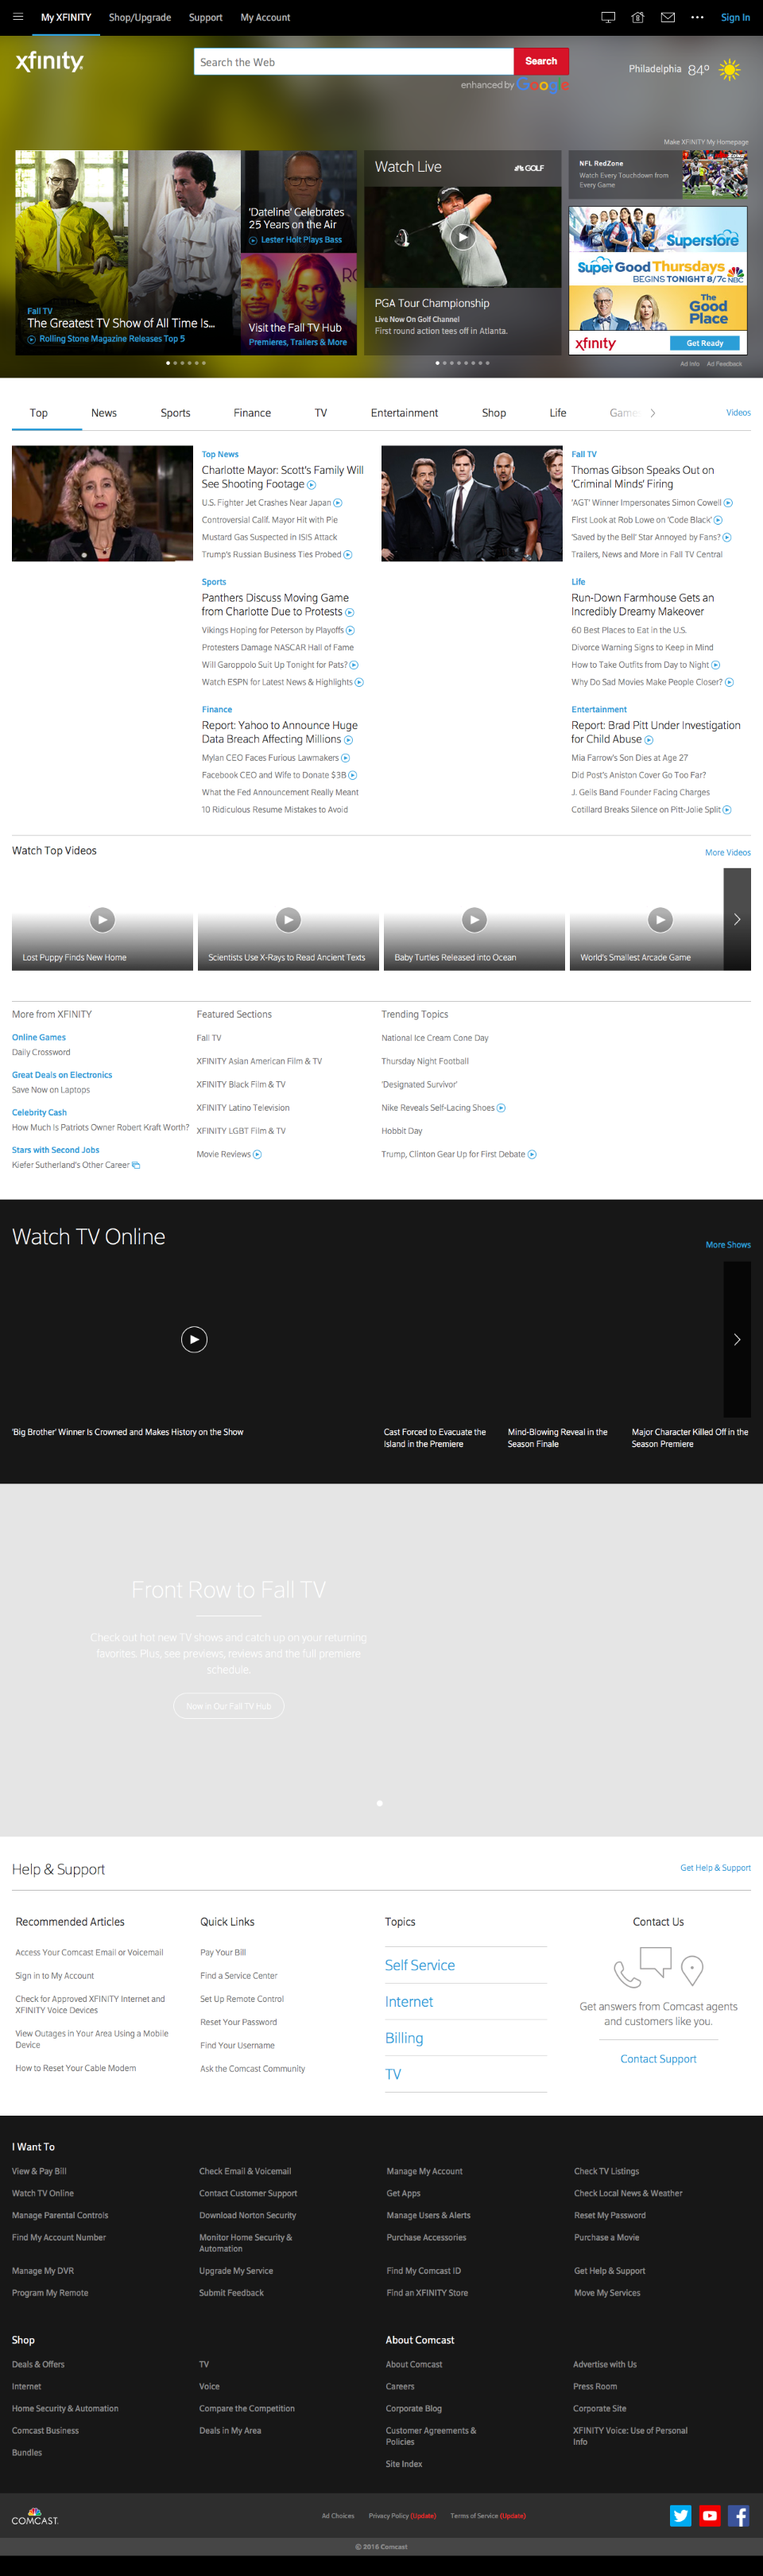 My XFINITY
Shop/Upgrade
Support
My Account
Sign In
xfinity
Search the Web
Search
enhanced by Google
Philadelphia 84°
Make XFINITY My Homepage
Fall TV
The Greatest TV Show of All Time Is...
Rolling Stone Magazine Releases Top 5
'Dateline' Celebrates
25 Years on the Air
Lester Holt Plays Bass
Visit the Fall TV Hub
Premieres, Trailers & More
Watch Live
GOLF
PGA Tour Championship
Live Now On Golf Channel
First round action tees off in Atlanta.
NFL RedZone
Watch Every Touchdown from
Every Game
Superstore
Super Good Thursdays
BEGINS TONIGHT 8/7c NBC
The
Good
Place
xfinity
Get Ready
Ad Info
Ad Feedback
Top
News
Sports
Finance
TV
Entertainment
Shop
Life
Game
Videos
Top News
Charlotte Mayor: Scott's Family Will
See Shooting Footage
U.S. Fighter Jet Crashes Near Japan
Controversial Calif. Mayor Hit with Pie
Mustard Gas Suspected in ISIS Attack
Trump's Russian Business Ties Probed
Sports
Panthers Discuss Moving Game
from Charlotte Due to Protests
Vikings Hoping for Peterson by Playoffs
Protesters Damage NASCAR Hall of Fame
Will Garoppolo Suit Up Tonight for Pats?
Watch ESPN for Latest News & Highlights
Finance
Report: Yahoo to Announce Huge
Data Breach Affecting Millions
Mylan CEO Faces Furious Lawmakers
Facebook CEO and Wife to Donate $3B
What the Fed Announcement Really Meant
10 Ridiculous Resume Mistakes to Avoid
Fall TV
Thomas Gibson Speaks Out on
'Criminal Minds' Firing
'AGT' Winner Impersonates Simon Cowell
First Look at Rob Lowe on 'Code Black'
'Saved by the Bell' Star Annoyed by Fans?
Trailers, News and More in Fall TV Central
Life
Run-Down Farmhouse Gets an
Incredibly Dreamy Makeover
60 Best Places to Eat in the U.S.
Divorce Warning Signs to Keep in Mind
How to Take Outfits from Day to Night
Why Do Sad Movies Make People Closer?
Entertainment
Report: Brad Pitt Under Investigation
for Child Abuse
Mia Farrow's Son Dies at Age 27
Did Post's Aniston Cover Go Too Far?
J. Geils Band Founder Facing Charges
Cotillard Breaks Silence on Pitt-Jolie Split
Watch Top Videos
More Videos
Lost Puppy Finds New Home
Scientists Use X-Rays to Read Ancient Texts
Baby Turtles Released into Ocean
World's Smallest Arcade Game
More from XFINITY
Online Games
Daily Crossword
Great Deals on Electronics
Save Now on Laptops
Celebrity Cash
How Much Is Patriots Owner Robert Kraft Worth?
Stars with Second Jobs
Kiefer Sutherland's Other Career
Featured Sections
Fall TV
XFINITY Asian American Film & TV
XFINITY Black Film & TV
XFINITY Latino Television
XFINITY LGBT Film & TV
Movie Reviews
Trending Topics
National Ice Cream Cone Day
Thursday Night Football
'Designated Survivor'
Nike Reveals Self-Lacing Shoes
Hobbit Day
Trump, Clinton Gear Up for First Debate
Watch TV Online
More Shows
'Big Brother' Winner Is Crowned and Makes History on the Show
Cast Forced to Evacuate the
Island in the Premiere
Mind-Blowing Reveal in the
Season Finale
Major Character Killed Off in the
Season Premiere
Front Row to Fall TV
Check out hot new TV shows and catch up on your returning
favorites. Plus, see previews, reviews and the full premiere
schedule.
Now in Our Fall TV Hub
Help & Support
Get Help & Support
Recommended Articles
Access Your Comcast Email or Voicemail
Sign in to My Account
Check for Approved XFINITY Internet and
XFINITY Voice Devices
View Outages in Your Area Using a Mobile
Device
How to Reset Your Cable Modem
Quick Links
Pay Your Bill
Find a Service Center
Set Up Remote Control
Reset Your Password
Find Your Username
Ask the Comcast Community
Topics
Self Service
Internet
Billing
TV
Contact Us
Get answers from Comcast agents
and customers like you.
Contact Support
I Want To
View & Pay Bill
Check Email & Voicemail
Manage My Account
Check TV Listings
Watch TV Online
Contact Customer Support
Get Apps
Check Local News & Weather
Manage Parental Controls
Download Norton Security
Manage Users & Alerts
Reset My Password
Find My Account Number
Monitor Home Security &
Automation
Purchase Accessories
Purchase a Movie
Manage My DVR
Upgrade My Service
Find My Comcast ID
Get Help & Support
Program My Remote
Submit Feedback
Find an XFINITY Store
Move My Services
Shop
Deals & Offers
TV
Internet
Voice
Home Security & Automation
Compare the Competition
Comcast Business
Deals in My Area
Bundles
About Comcast
About Comcast
Advertise with Us
Careers
Press Room
Corporate Blog
Corporate Site
Customer Agreements &
Policies
XFINITY Voice: Use of Personal
Info
Site Index
COMCAST
Ad Choices
Privacy Policy (Update)
Terms of Service (Update)
© 2016 Comcast